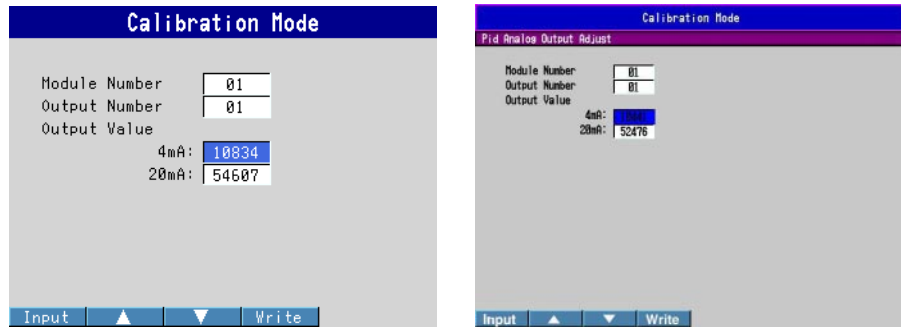 Calibration Mode
Module Number 01
Output Number 01
Output Value
4mA: 10834
20mA: 54607
Input ▲ ▼ Write
Calibration Mode
Pid Analog Output Adjust
Module Number 01
Output Number 01
Output Value
4mA:
20mA: 52476
Input ▲ ▼ Write